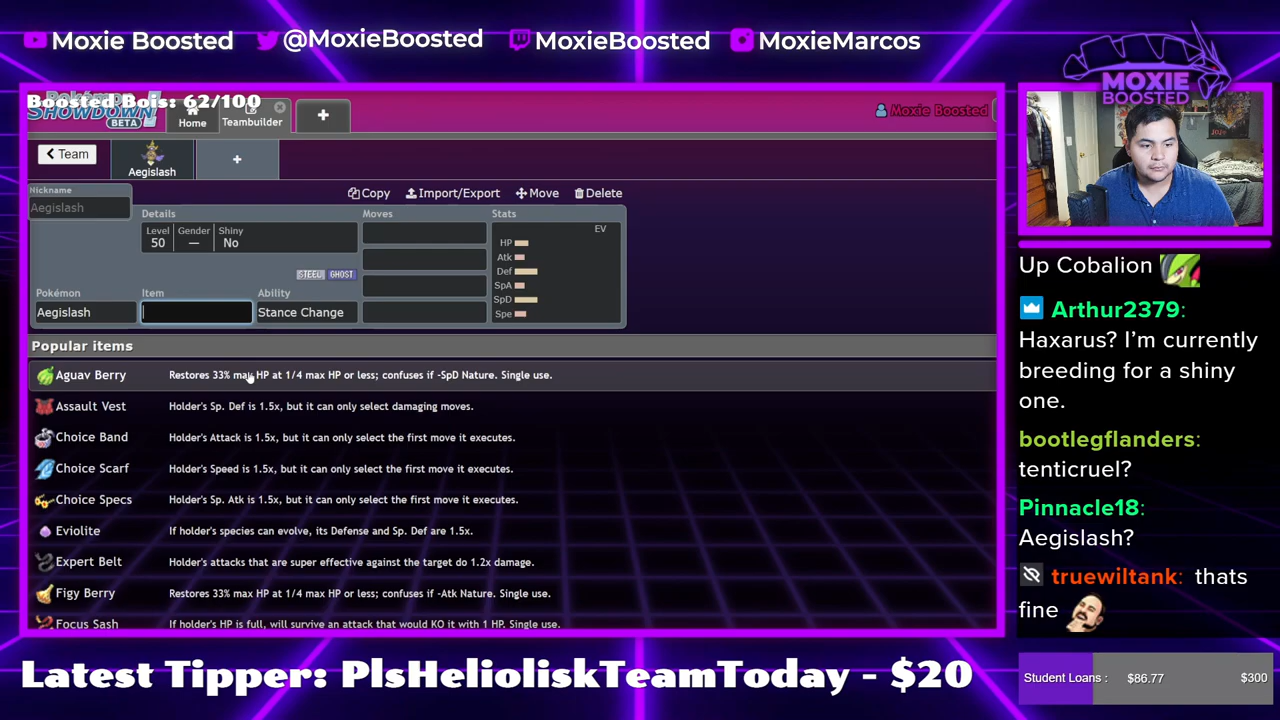 Moxie Boosted
@MoxieBoosted
MoxieBoosted
MoxieMarcos
MOXIE
BOOSTED
Boosted Bois: 62/100
Pokémon
SHOWDOWN
BETA
Home
Teambuilder
+
Moxie Boosted
Team
Aegislash
+
Nickname
Aegislash
Copy
Import/Export
Move
Delete
Details
Level
50
Gender
—
Shiny
No
STEEL
GHOST
Moves
Stats
EV
HP
Atk
Def
SpA
SpD
Spe
Pokémon
Aegislash
Item
Ability
Stance Change
Popular items
Aguav Berry Restores 33% max HP at 1/4 max HP or less; confuses if -SpD Nature. Single use.
Assault Vest Holder's Sp. Def is 1.5x, but it can only select damaging moves.
Choice Band Holder's Attack is 1.5x, but it can only select the first move it executes.
Choice Scarf Holder's Speed is 1.5x, but it can only select the first move it executes.
Choice Specs Holder's Sp. Atk is 1.5x, but it can only select the first move it executes.
Eviolite If holder's species can evolve, its Defense and Sp. Def are 1.5x.
Expert Belt Holder's attacks that are super effective against the target do 1.2x damage.
Figy Berry Restores 33% max HP at 1/4 max HP or less; confuses if -Atk Nature. Single use.
Focus Sash If holder's HP is full, will survive an attack that would KO it with 1 HP. Single use.
Up Cobalion
Arthur2379:
Haxarus? I'm currently
breeding for a shiny
one.
bootlegflanders:
tenticruel?
Pinnacle18:
Aegislash?
truewiltank: thats
fine
Latest Tipper: PlsHelioliskTeamToday - $20
Student Loans : $86.77 $300